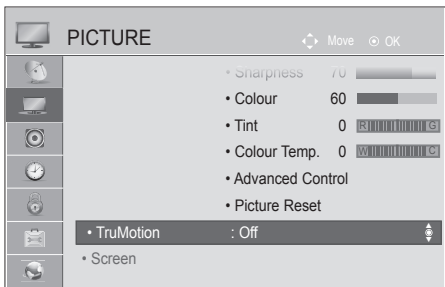 PICTURE Move OK
• Sharpness 70
• Colour 60
• Tint 0 R G
• Colour Temp. 0 W C
• Advanced Control
• Picture Reset
• TruMotion : Off
• Screen